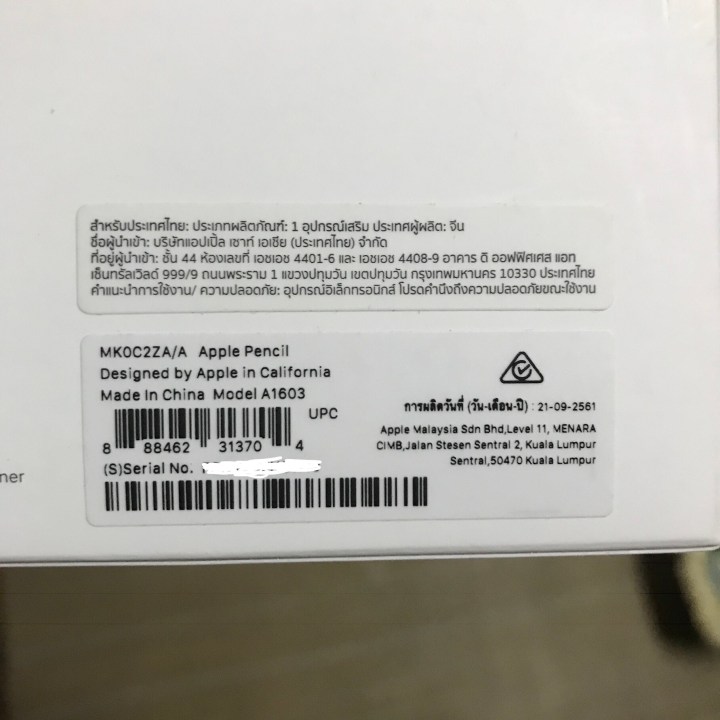 สำหรับประเทศไทย: ประเภทผลิตภัณฑ์: 1 อุปกรณ์เสริม ประเทศผู้ผลิต: จีน
ชื่อผู้นำเข้า: บริษัทแอปเปิ้ล เซาท์ เอเชีย (ประเทศไทย) จำกัด
ที่อยู่ผู้นำเข้า: ชั้น 44 ห้องเลขที่ เอชเอช 4401-6 และ เอชเอช 4408-9 อาคาร ดิ ออฟฟิศเศส แอท
เซ็นทรัลเวิลด์ 999/9 ถนนพระราม 1 แขวงปทุมวัน เขตปทุมวัน กรุงเทพมหานคร 10330 ประเทศไทย
คำแนะนำการใช้งาน/ ความปลอดภัย: อุปกรณ์อิเล็กทรอนิกส์ โปรดคำนึงถึงความปลอดภัยขณะใช้งาน
MK0C2ZA/A Apple Pencil
Designed by Apple in California
Made In China Model A1603
UPC
8 88462 31370 4
(S)Serial No.
การผลิตวันที่ (วัน-เดือน-ปี) : 21-09-2561
Apple Malaysia Sdn Bhd,Level 11, MENARA
CIMB,Jalan Stesen Sentral 2, Kuala Lumpur
Sentral,50470 Kuala Lumpur
ner